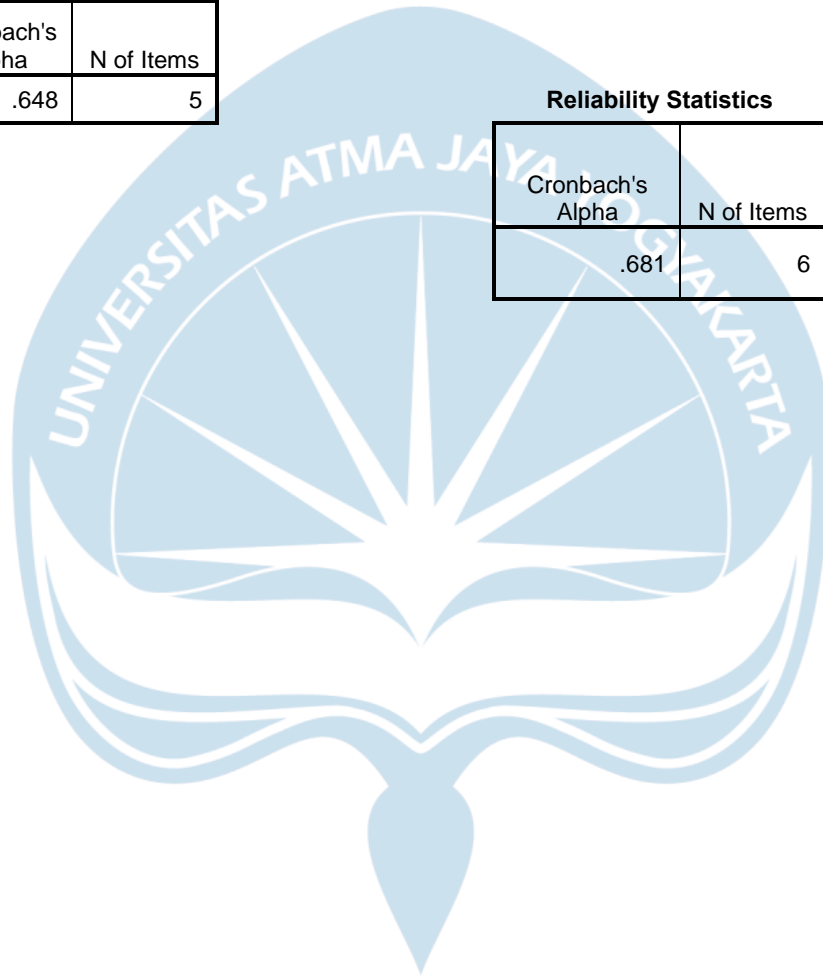 N of Items
.648 5
Reliability Statistics
Cronbach's
Alpha N of Items
.681 6
UNIVERSITAS ATMA JAYA YOGYAKARTA